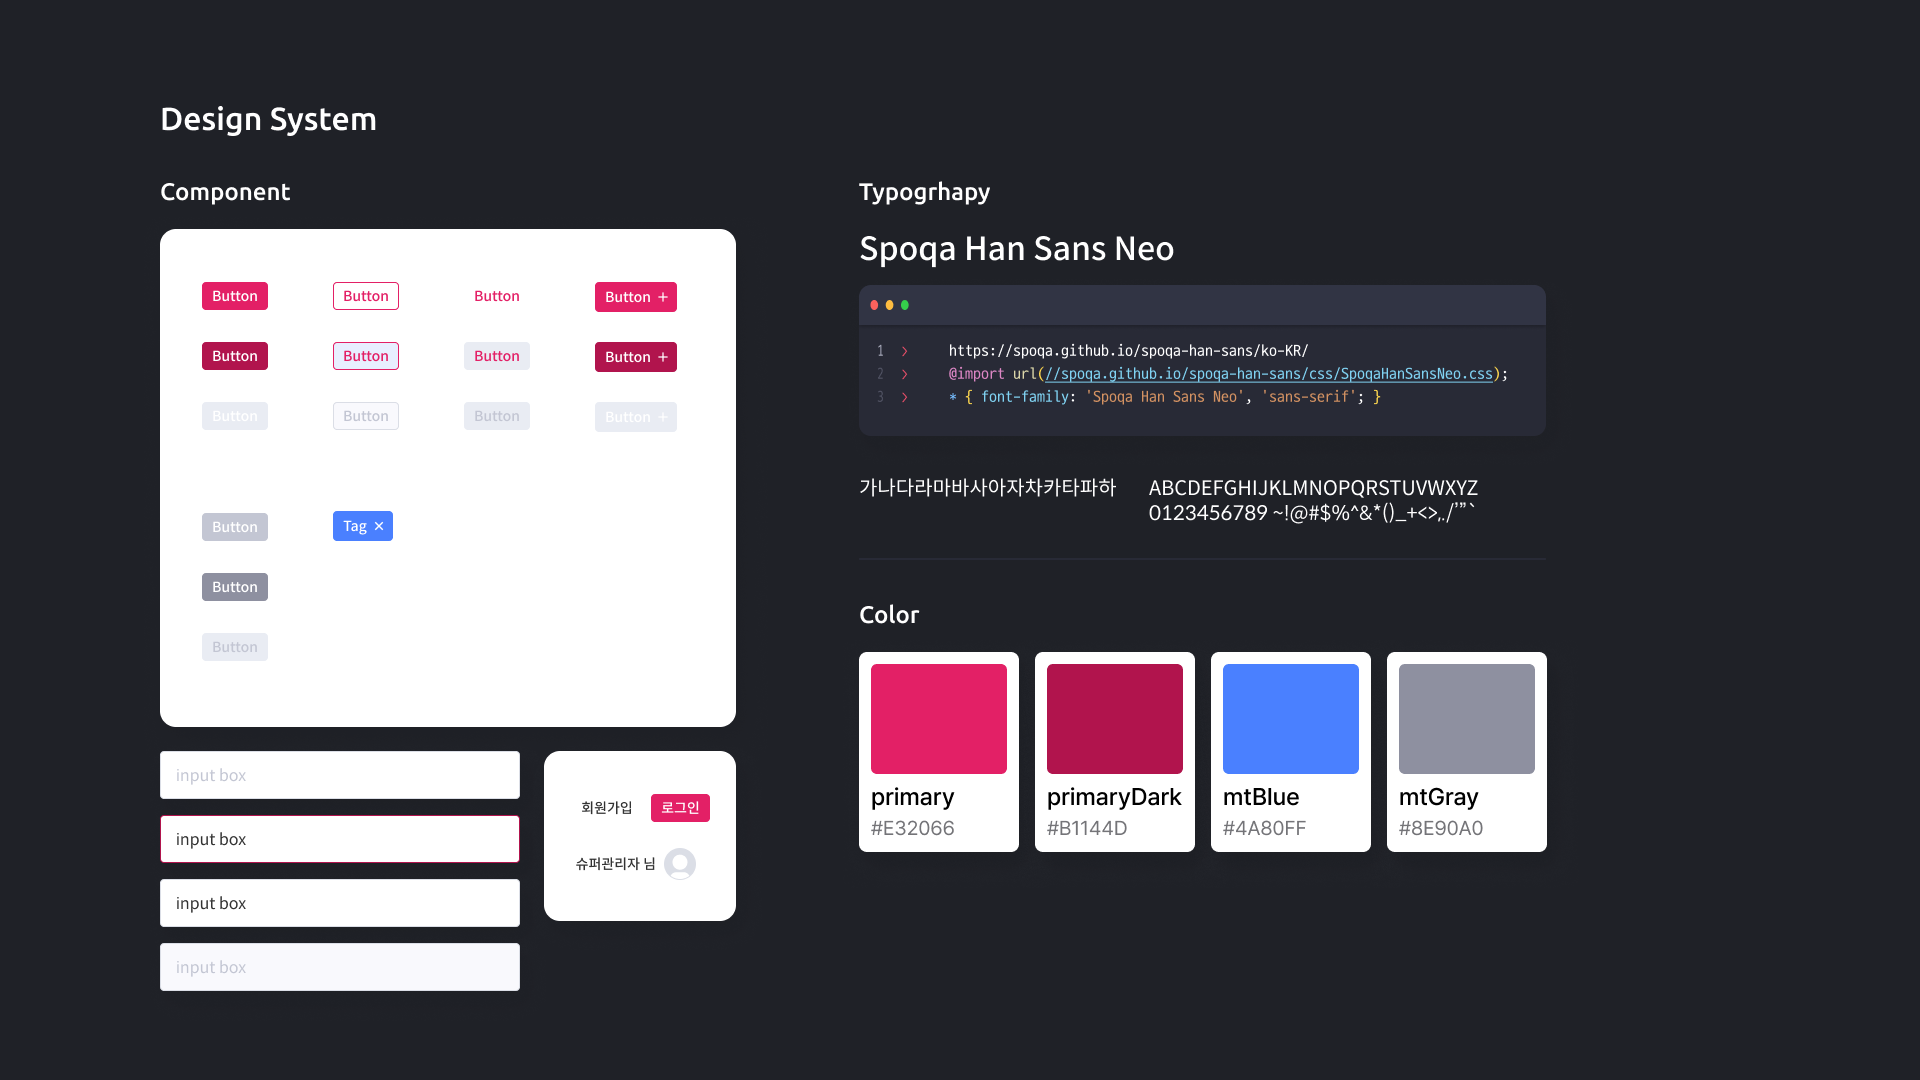 Design System
Component
Button Button Button Button +
Button Button Button Button +
Button Button Button Button +
Button Tag ×
Button
Button
input box
input box
input box
input box
회원가입 로그인
슈퍼관리자 님
Typogrhapy
Spoqa Han Sans Neo
1 > https://spoqa.github.io/spoqa-han-sans/ko-KR/
2 > @import url(//spoqa.github.io/spoqa-han-sans/css/SpoqaHanSansNeo.css);
3 > * { font-family: 'Spoqa Han Sans Neo', 'sans-serif'; }
가나다라마바사아자차카타파하
ABCDEFGHIJKLMNOPQRSTUVWXYZ
0123456789 ~!@#$%^&*()_+<>,./’”`
Color
primary
#E32066
primaryDark
#B1144D
mtBlue
#4A80FF
mtGray
#8E90A0